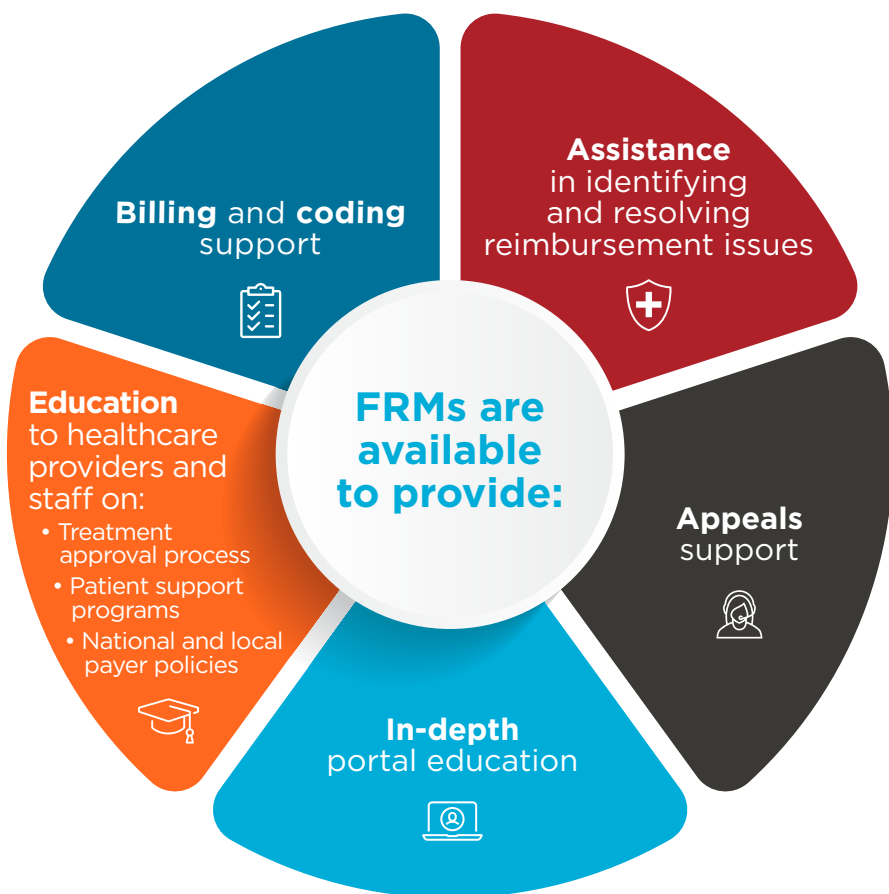 FRMs are
available
to provide:
Billing and coding
support
Assistance
in identifying
and resolving
reimbursement issues
Appeals
support
In-depth
portal education
Education
to healthcare
providers and
staff on:
• Treatment
approval process
• Patient support
programs
• National and local
payer policies